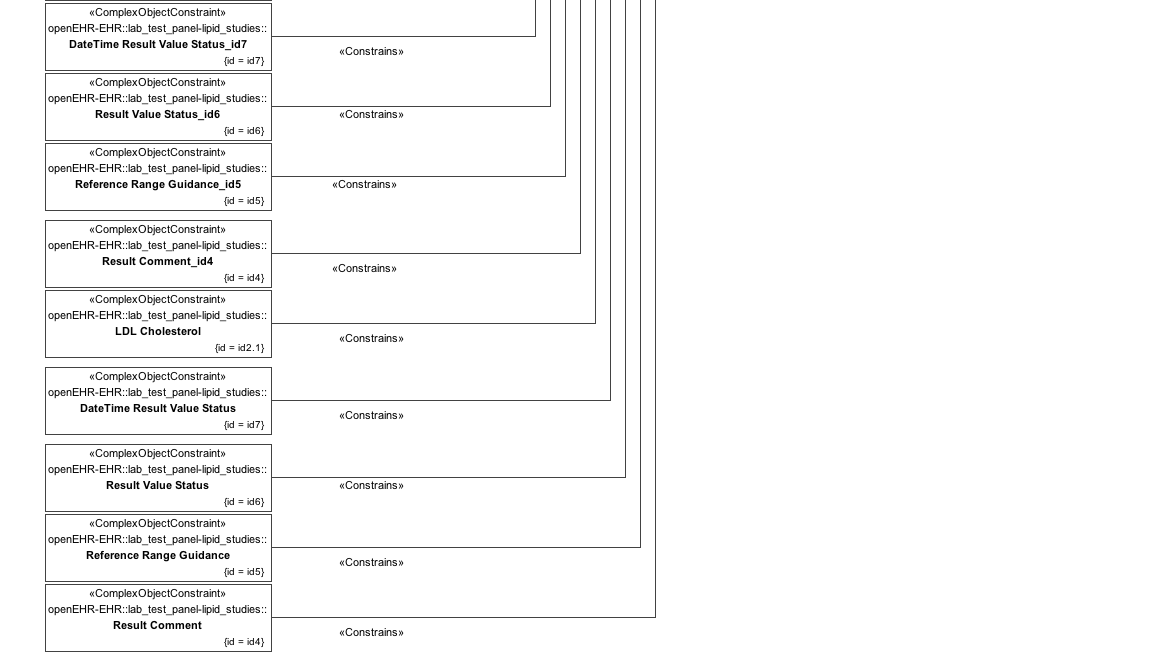 «ComplexObjectConstraint»
openEHR-EHR::lab_test_panel-lipid_studies::
DateTime Result Value Status_id7
{id = id7}
«Constrains»
«ComplexObjectConstraint»
openEHR-EHR::lab_test_panel-lipid_studies::
Result Value Status_id6
{id = id6}
«Constrains»
«ComplexObjectConstraint»
openEHR-EHR::lab_test_panel-lipid_studies::
Reference Range Guidance_id5
{id = id5}
«Constrains»
«ComplexObjectConstraint»
openEHR-EHR::lab_test_panel-lipid_studies::
Result Comment_id4
{id = id4}
«Constrains»
«ComplexObjectConstraint»
openEHR-EHR::lab_test_panel-lipid_studies::
LDL Cholesterol
{id = id2.1}
«Constrains»
«ComplexObjectConstraint»
openEHR-EHR::lab_test_panel-lipid_studies::
DateTime Result Value Status
{id = id7}
«Constrains»
«ComplexObjectConstraint»
openEHR-EHR::lab_test_panel-lipid_studies::
Result Value Status
{id = id6}
«Constrains»
«ComplexObjectConstraint»
openEHR-EHR::lab_test_panel-lipid_studies::
Reference Range Guidance
{id = id5}
«Constrains»
«ComplexObjectConstraint»
openEHR-EHR::lab_test_panel-lipid_studies::
Result Comment
{id = id4}
«Constrains»